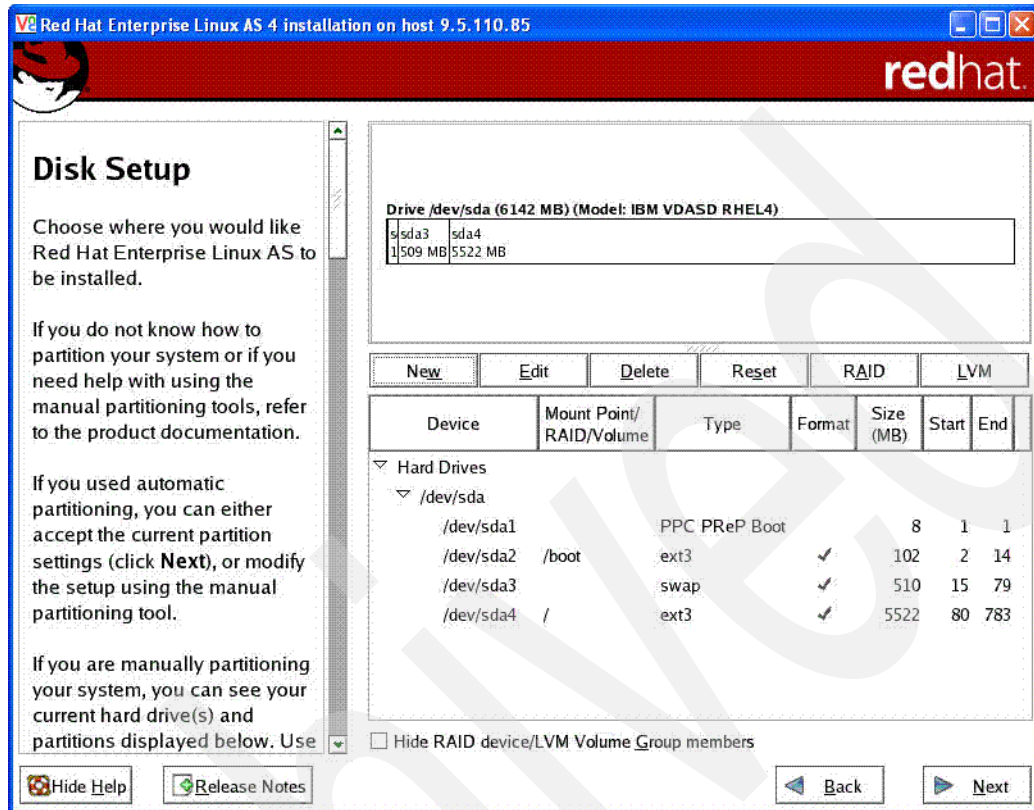 Red Hat Enterprise Linux AS 4 installation on host 9.5.110.85
redhat.
Disk Setup
Choose where you would like
Red Hat Enterprise Linux AS to
be installed.
If you do not know how to
partition your system or if you
need help with using the
manual partitioning tools, refer
to the product documentation.
If you used automatic
partitioning, you can either
accept the current partition
settings (click Next), or modify
the setup using the manual
partitioning tool.
If you are manually partitioning
your system, you can see your
current hard drive(s) and
partitions displayed below. Use
Drive /dev/sda (6142 MB) (Model: IBM VDASD RHEL4)
s sda3 sda4
1 509 MB 5522 MB
New Edit Delete Reset RAID LVM
Device Mount Point/ RAID/Volume Type Format Size (MB) Start End
Hard Drives
/dev/sda
/dev/sda1 PPC PReP Boot 8 1 1
/dev/sda2 /boot ext3 ✓ 102 2 14
/dev/sda3 swap ✓ 510 15 79
/dev/sda4 / ext3 ✓ 5522 80 783
Hide RAID device/LVM Volume Group members
Hide Help Release Notes Back Next